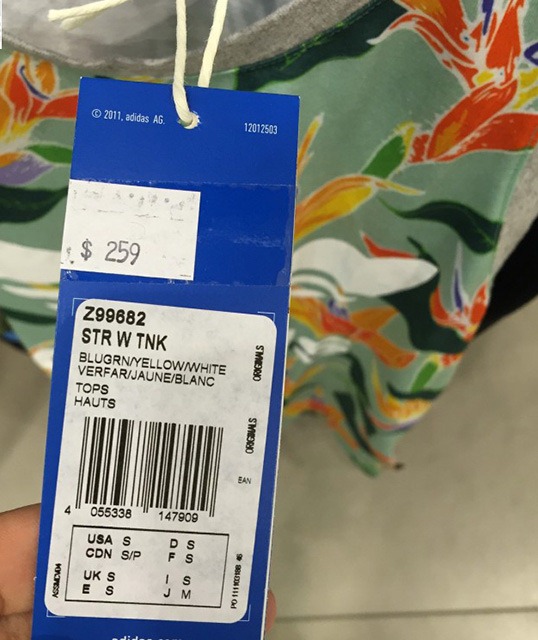 © 2011, adidas AG.
12012503
$ 259
Z99682
STR W TNK
BLUGRN/YELLOW/WHITE
VERFAR/JAUNE/BLANC
TOPS
HAUTS
ORIGINALS
ORIGINALS
EAN
4 055338 147909
USA S D S
CDN S/P F S
UK S I S
E S J M